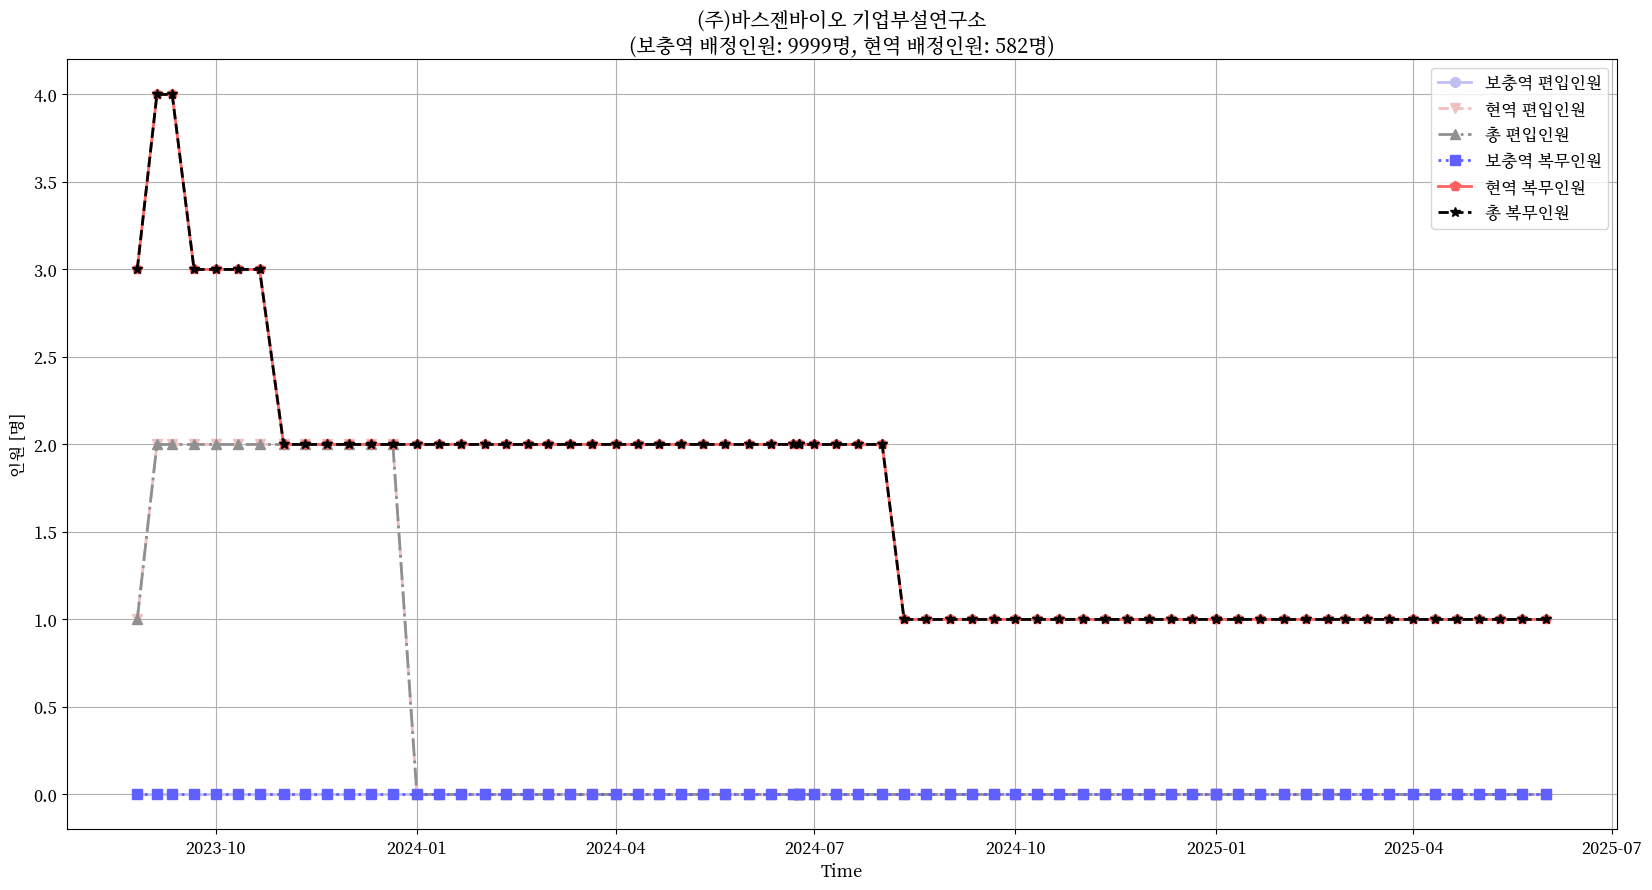 (주)바스젠바이오 기업부설연구소
(보충역 배정인원: 9999명, 현역 배정인원: 582명)
보충역 편입인원
현역 편입인원
총 편입인원
보충역 복무인원
현역 복무인원
총 복무인원
인원 [명]
4.0
3.5
3.0
2.5
2.0
1.5
1.0
0.5
0.0
2023-10
2024-01
2024-04
2024-07
2024-10
2025-01
2025-04
2025-07
Time